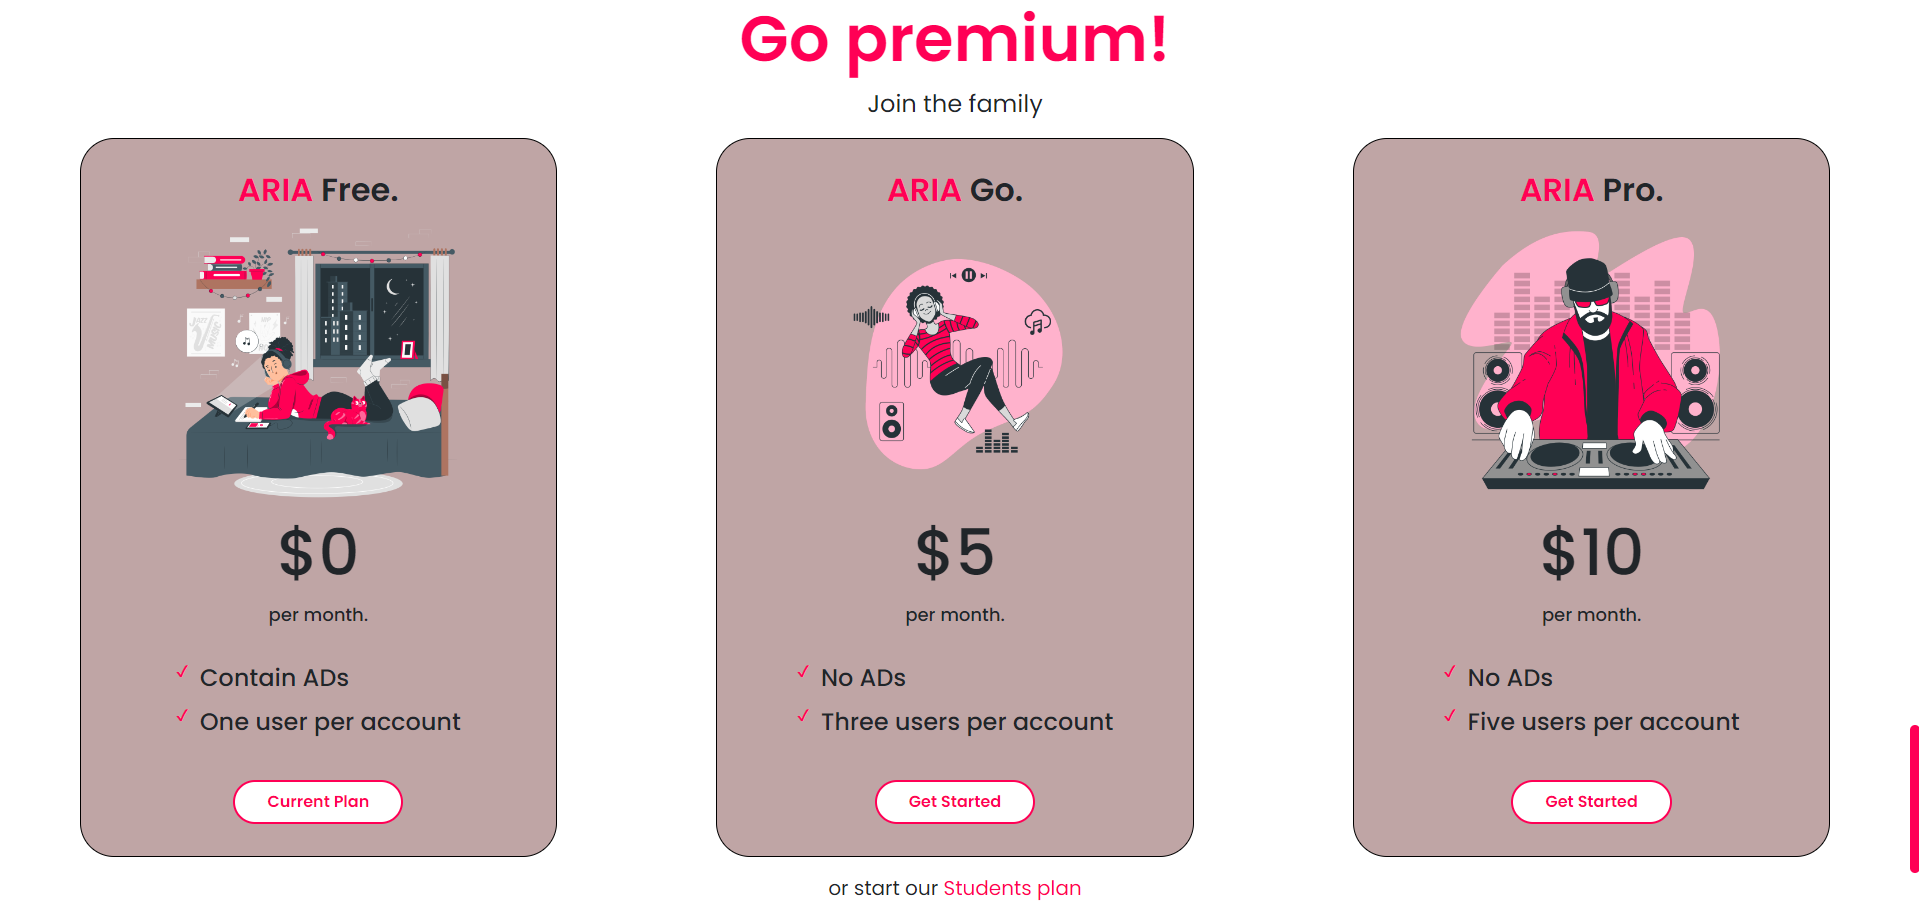 Go premium!
Join the family
ARIA Free.
JAZZ MUSIC
$0
per month.
✓ Contain ADs
✓ One user per account
Current Plan
ARIA Go.
$5
per month.
✓ No ADs
✓ Three users per account
Get Started
ARIA Pro.
$10
per month.
✓ No ADs
✓ Five users per account
Get Started
or start our Students plan